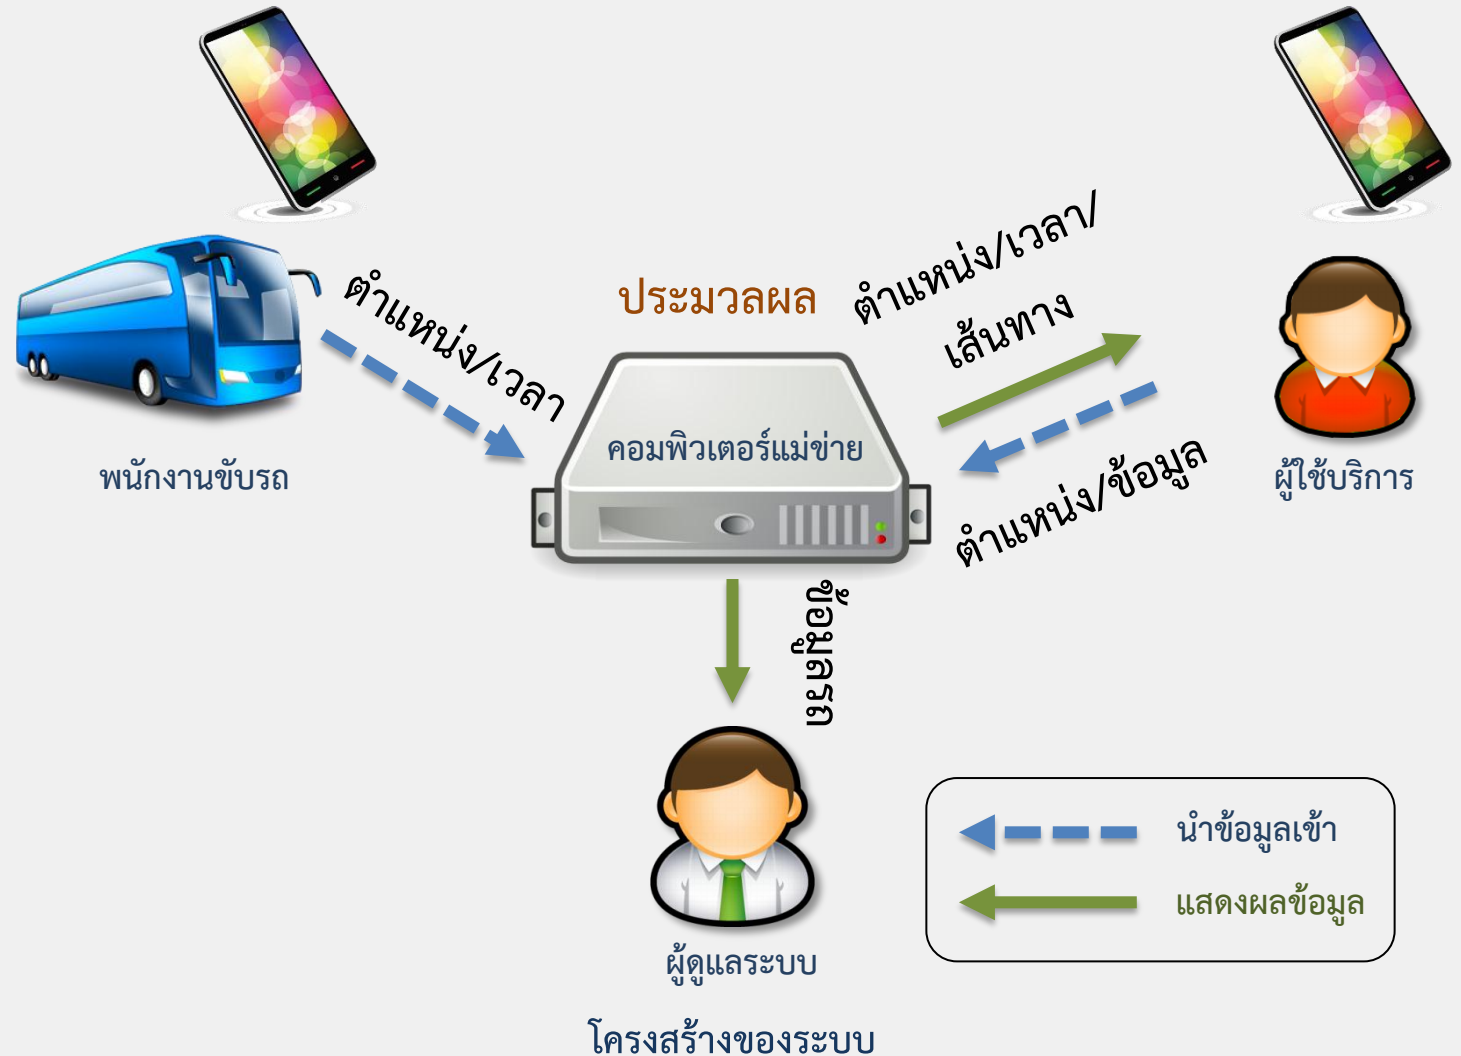 ตำแหน่ง/เวลา
ประมวลผล
ตำแหน่ง/เวลา/
เส้นทาง
คอมพิวเตอร์แม่ข่าย
พนักงานขับรถ
ตำแหน่ง/ข้อมูล
ผู้ใช้บริการ
ข้อมูลรถ
นำข้อมูลเข้า
แสดงผลข้อมูล
ผู้ดูแลระบบ
โครงสร้างของระบบ